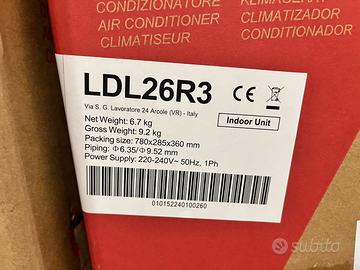 CONDIZIONATORE
AIR CONDITIONER
CLIMATISEUR
KLIMAGERÄT
CLIMATIZADOR
CONDICIONADOR
LDL26R3
CE
Via S. G. Lavoratore 24 Arcole (VR) - Italy
Net Weight: 6.7 kg
Indoor Unit
Gross Weight: 9.2 kg
Packing size: 780x285x360 mm
Piping: Φ6.35/Φ9.52 mm
Power Supply: 220-240V~ 50Hz, 1Ph
010152240100260
subito